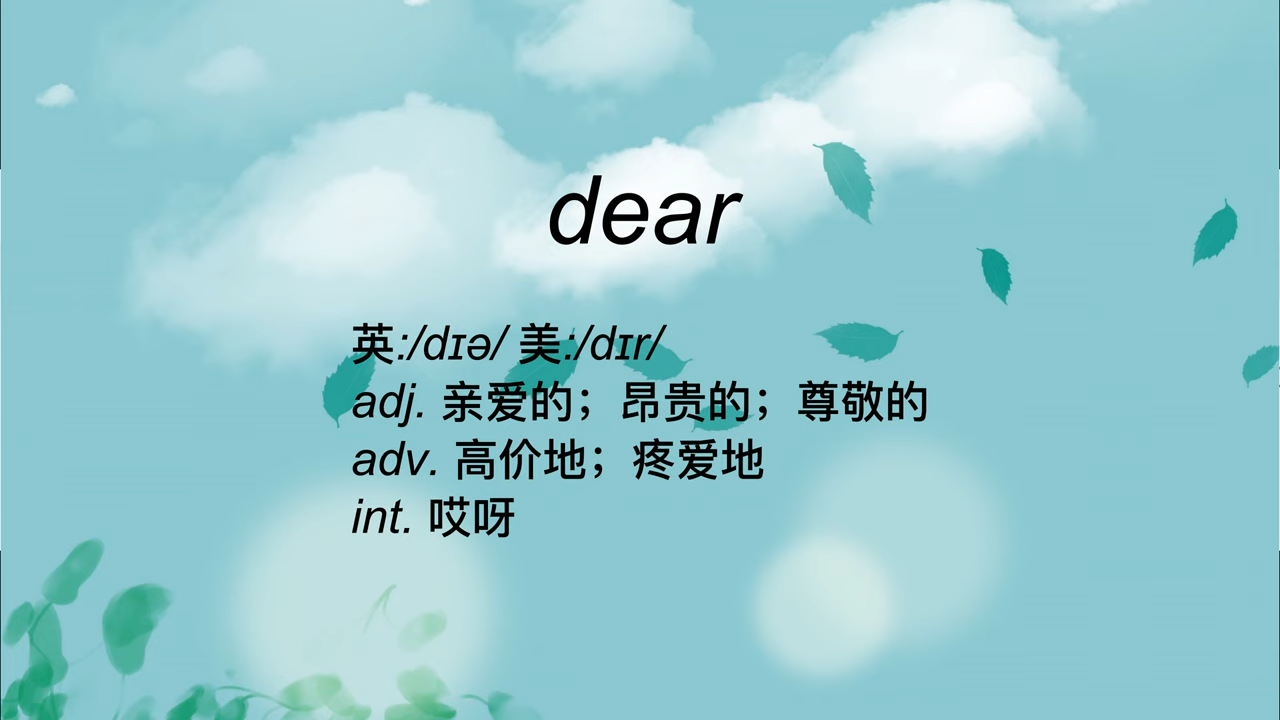 dear
英:/dɪə/ 美:/dɪr/
adj. 亲爱的；昂贵的；尊敬的
adv. 高价地；疼爱地
int. 哎呀